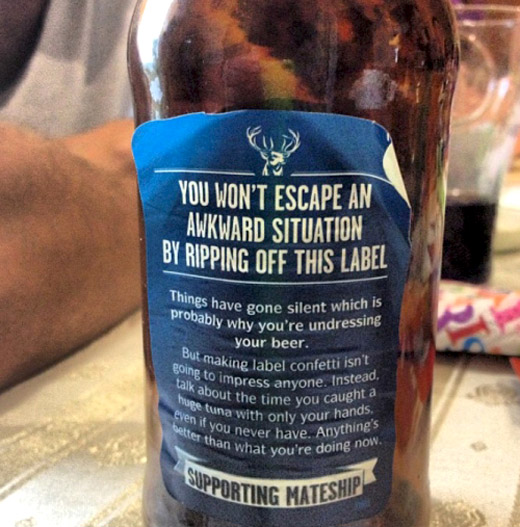 YOU WON'T ESCAPE AN
AWKWARD SITUATION
BY RIPPING OFF THIS LABEL
Things have gone silent which is
probably why you're undressing
your beer.
But making label confetti isn't
going to impress anyone. Instead,
talk about the time you caught a
huge tuna with only your hands.
even if you never have. Anything's
better than what you're doing now.
SUPPORTING MATESHIP